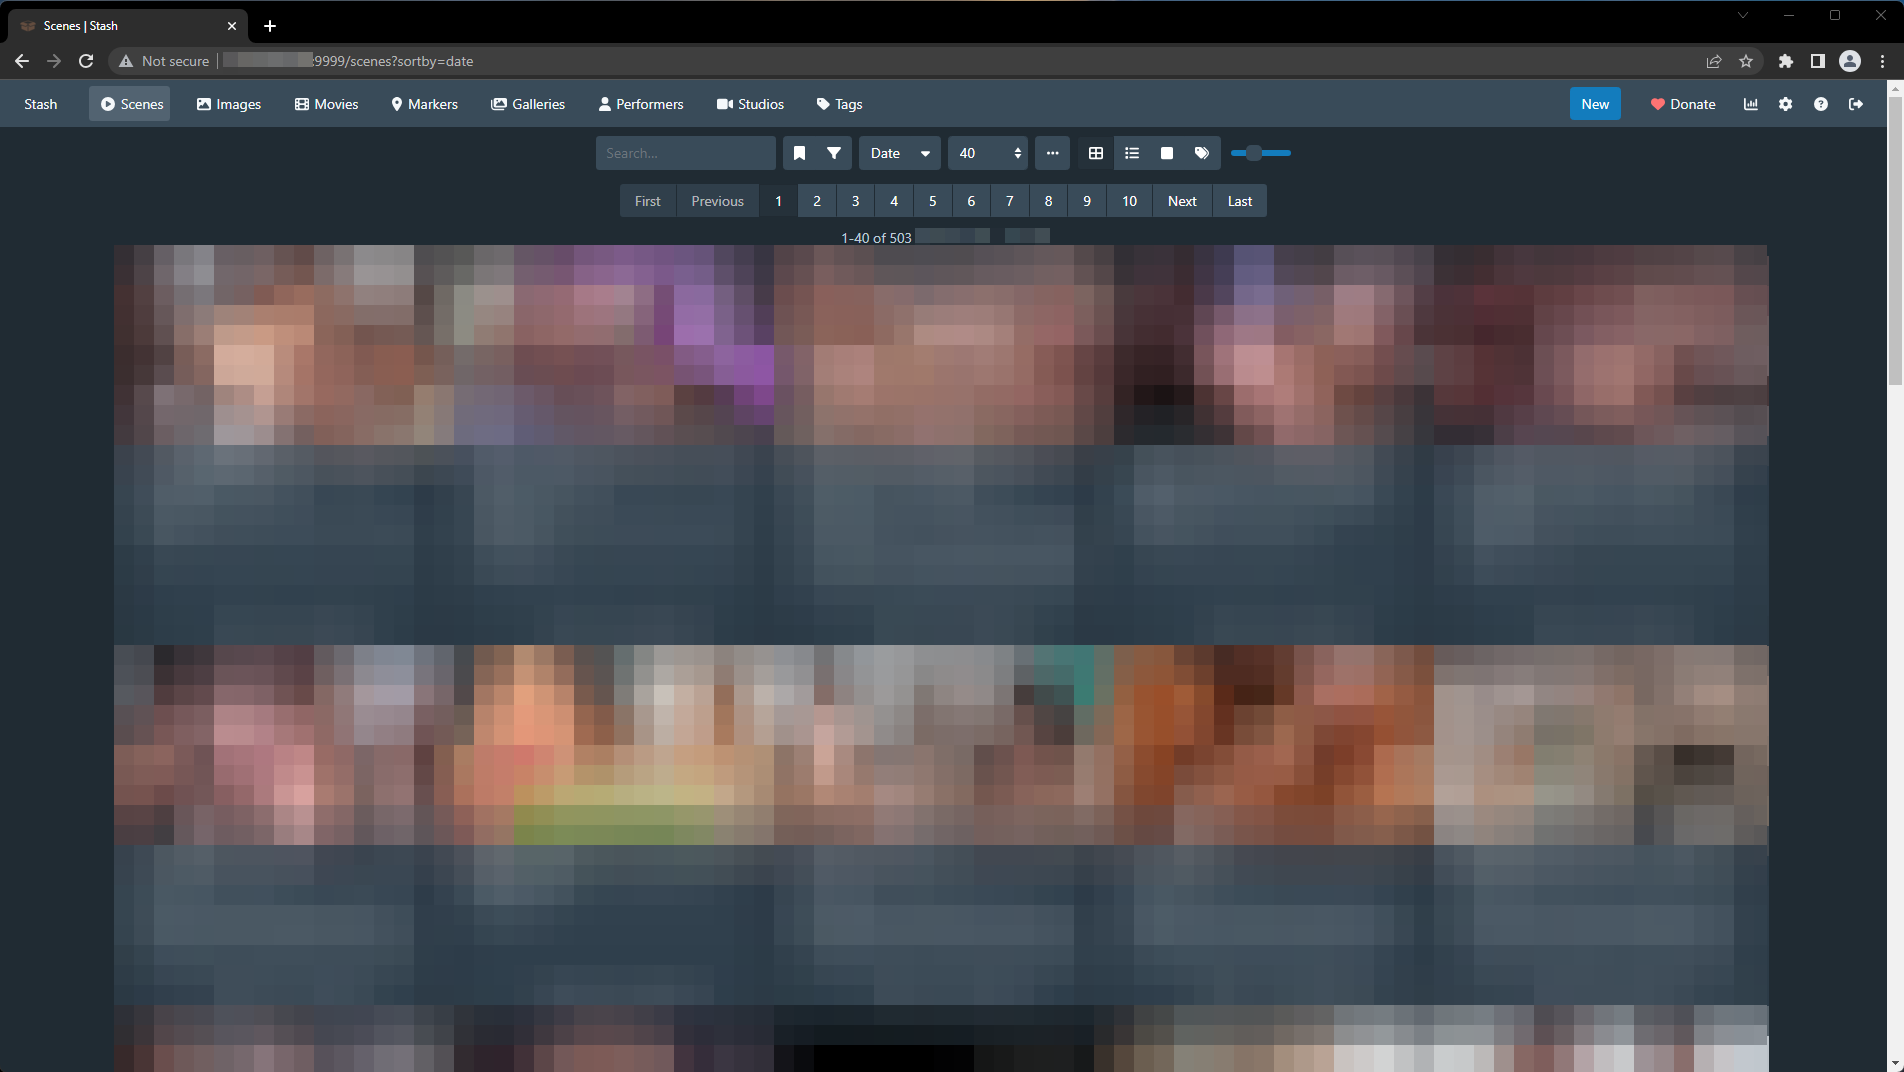 Scenes | Stash
Not secure
:9999/scenes?sortby=date
Stash Scenes Images Movies Markers Galleries Performers Studios Tags New Donate
Search... Date 40
First Previous 1 2 3 4 5 6 7 8 9 10 Next Last
1-40 of 503